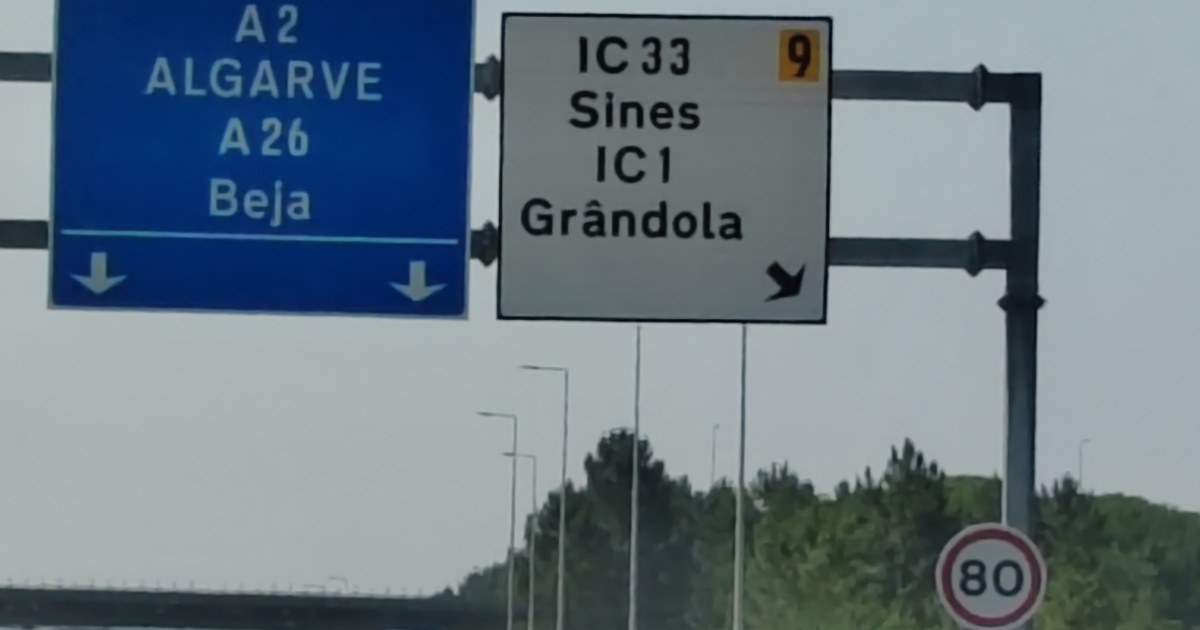 A 2
ALGARVE
A 26
Beja
IC 33 9
Sines
IC 1
Grândola
80